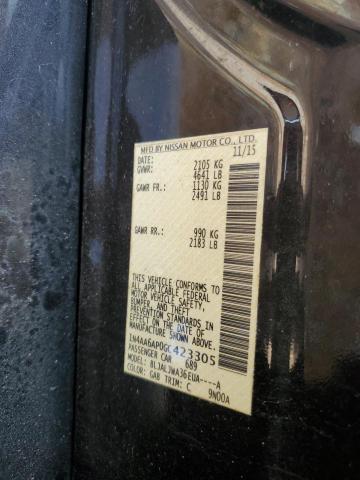 MFD BY NISSAN MOTOR CO., LTD.
DATE: 11/15
GVWR: 2105 KG
4641 LB
GAWR FR.: 1130 KG
2491 LB
GAWR RR.: 990 KG
2183 LB
THIS VEHICLE CONFORMS TO
ALL APPLICABLE FEDERAL
MOTOR VEHICLE SAFETY,
BUMPER, AND THEFT
PREVENTION STANDARDS
IN EFFECT ON THE DATE
OF MANUFACTURE SHOWN
ABOVE.
1N4AA6AP0GC423305
PASSENGER CAR 689
MODEL: BLJALJWA36EUA----A
COLOR: GAB TRIM: C 9N00A